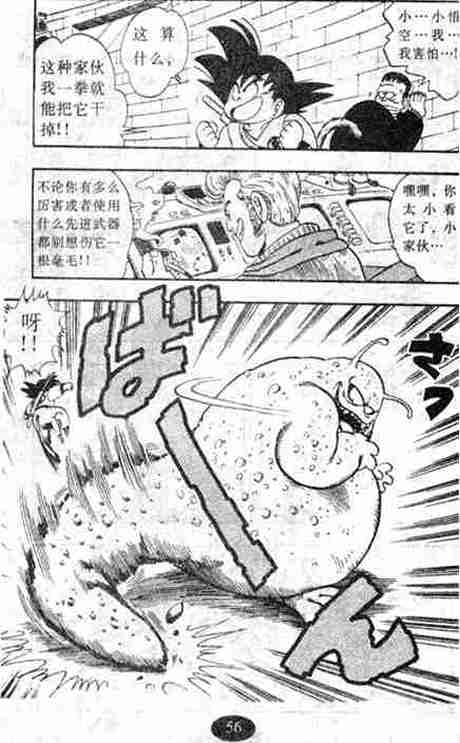 小…小悟
空…我…
我害怕…!
这算
什么,
这种家伙
我一拳就
能把它干
掉!!
嘿嘿,你
太小看
它了,小
家伙…
不论你有多么
厉害或者使用
什么先进武器
都别想伤它一
根毫毛!!
ざっ
ばーん
呀!!
56